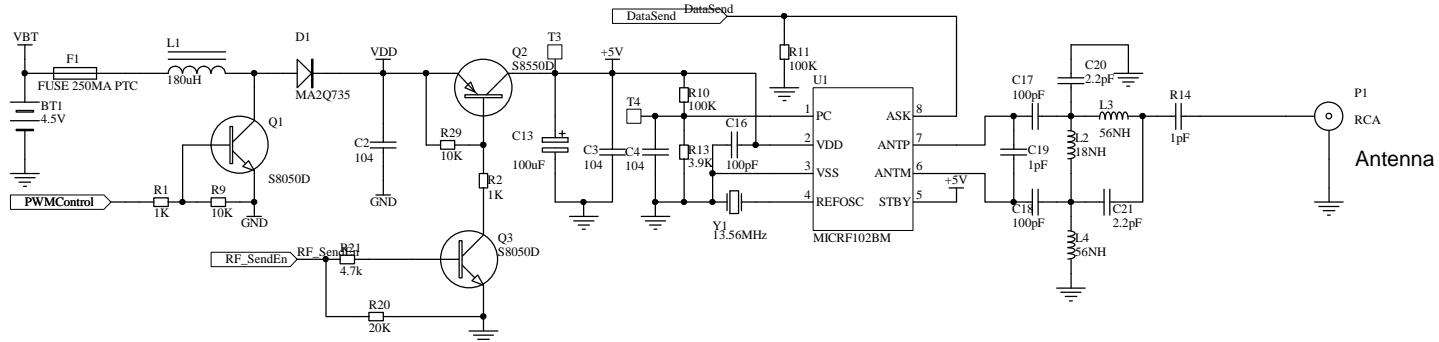 DataSend
DataSend
VBT
F1
FUSE 250MA PTC
L1
180uH
D1
MA2Q735
VDD
Q2
S8550D
T3
+5V
R11
100K
BT1
4.5V
Q1
S8050D
C2
104
GND
R29
10K
R2
1K
C13
+
100uF
C3
104
T4
C4
104
R10
100K
R13
3.9K
C16
100pF
Y1
13.56MHz
U1
1
PC
2
VDD
3
VSS
4
REFOSC
ASK
8
ANTP
7
ANTM
6
STBY
5
MICRF102BM
+5V
C17
100pF
C19
1pF
C18
100pF
C20
2.2pF
L2
18NH
L3
56NH
C21
2.2pF
L4
56NH
R14
1pF
P1
RCA
Antenna
PWMControl
R1
1K
R9
10K
GND
RF_SendEn
RF_SendEn
R21
4.7k
R20
20K
Q3
S8050D